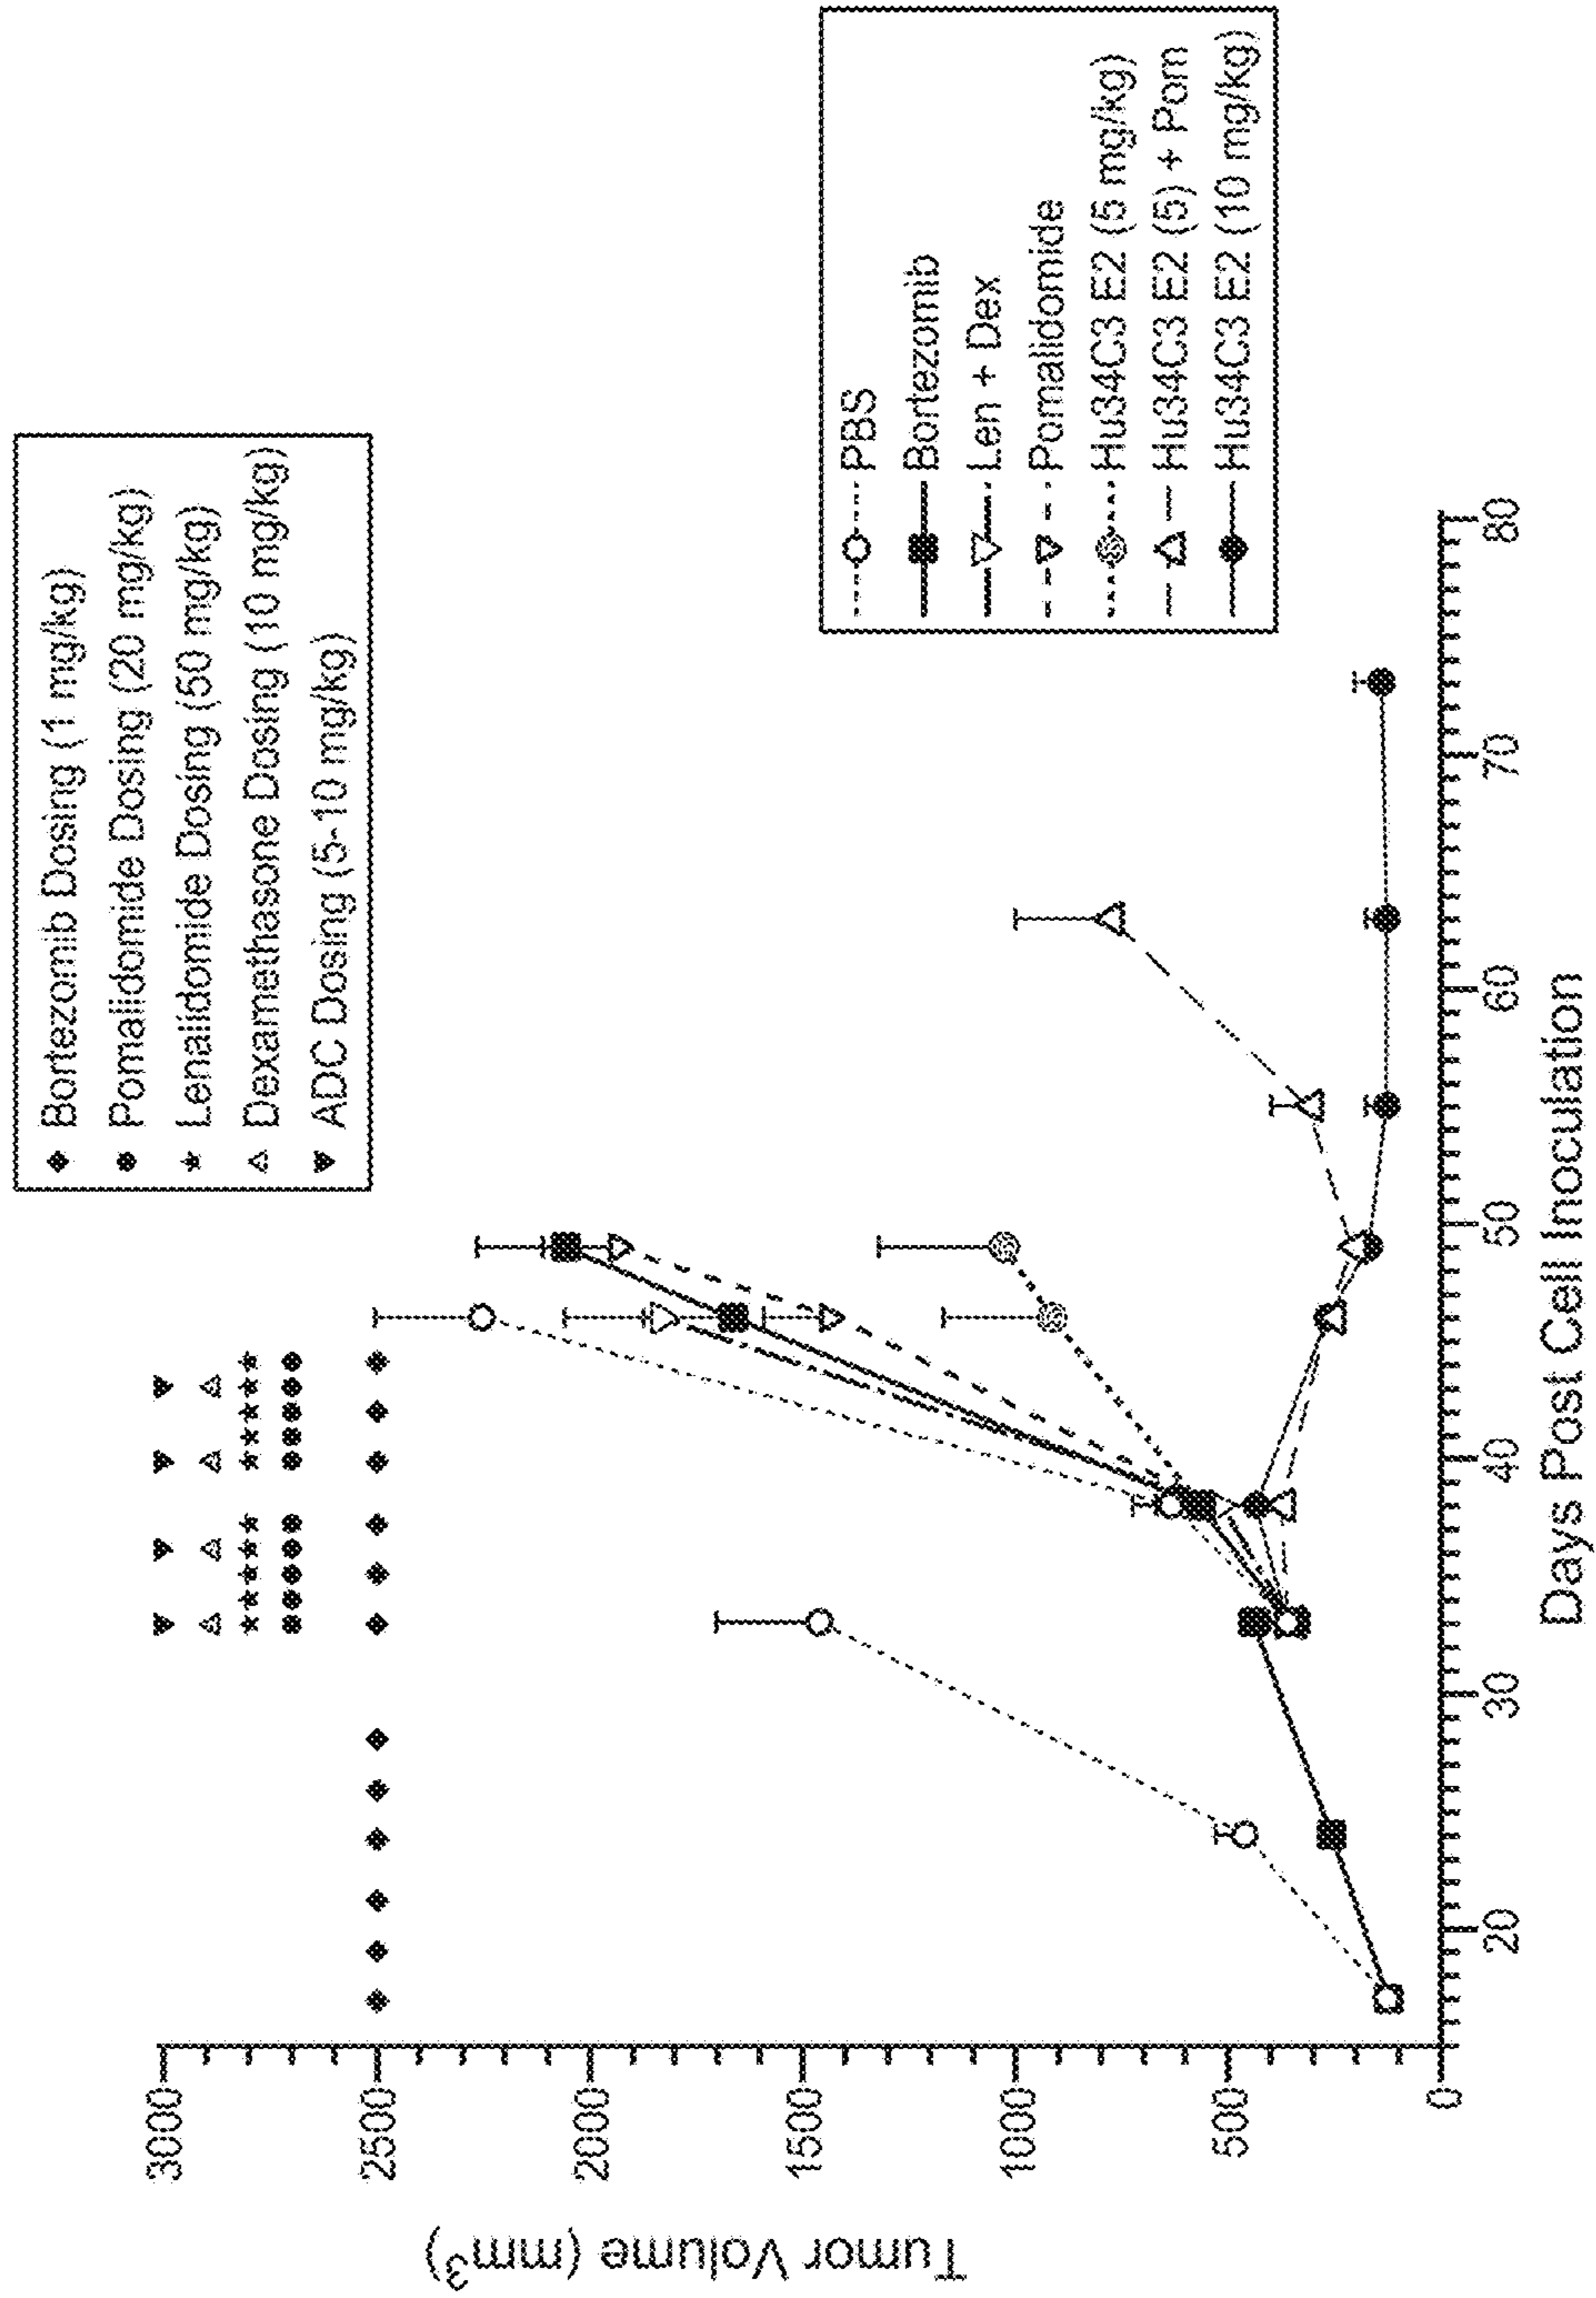 Bortezomib Dosing (1 mg/kg)
Pomalidomide Dosing (20 mg/kg)
Lenalidomide Dosing (50 mg/kg)
Dexamethasone Dosing (10 mg/kg)
ADC Dosing (5-10 mg/kg)
Tumor Volume (mm³)
3000
2500
2000
1500
1000
500
0
PBS
Bortezomib
Len + Dex
Pomalidomide
Hu34C3 E2 (5 mg/kg)
Hu34C3 E2 (5) + Pom
Hu34C3 E2 (10 mg/kg)
20 30 40 50 60 70 80
Days Post Cell Inoculation